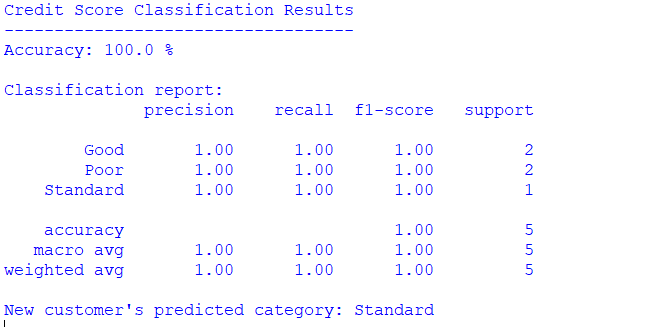 Credit Score Classification Results
-----------------------------------
Accuracy: 100.0 %
Classification report:
precision recall f1-score support
Good 1.00 1.00 1.00 2
Poor 1.00 1.00 1.00 2
Standard 1.00 1.00 1.00 1
accuracy 1.00 5
macro avg 1.00 1.00 1.00 5
weighted avg 1.00 1.00 1.00 5
New customer's predicted category: Standard